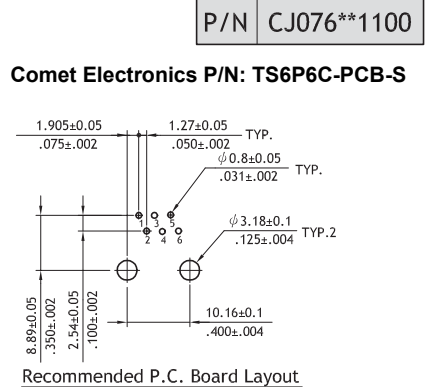 P/N CJ076**1100
Comet Electronics P/N: TS6P6C-PCB-S
1.905±0.05 1.27±0.05 TYP.
.075±.002 .050±.002
ϕ0.8±0.05 TYP.
.031±.002
1 3 5
2 4 6
ϕ3.18±0.1 TYP.2
.125±.004
8.89±0.05
.350±.002
2.54±0.05
.100±.002
10.16±0.1
.400±.004
Recommended P.C. Board Layout